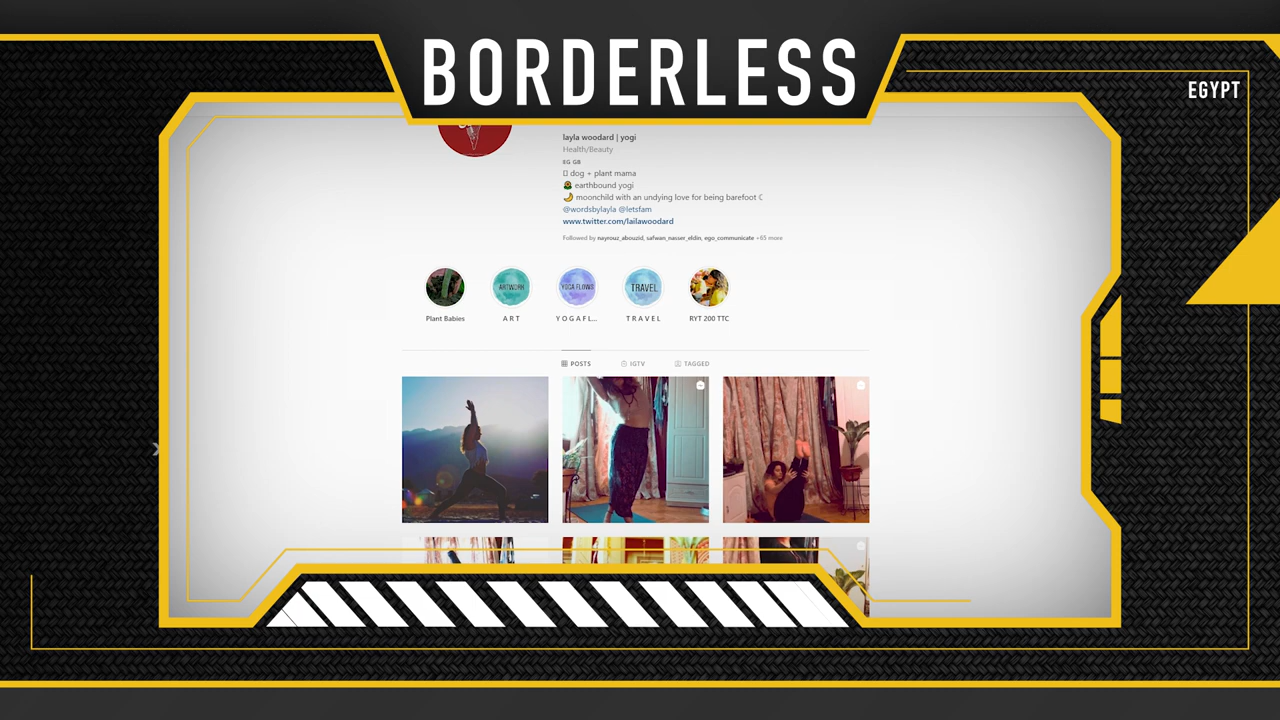 BORDERLESS
EGYPT
layla woodard | yogi
Health/Beauty
EG GB
dog + plant mama
earthbound yogi
moonchild with an undying love for being barefoot ☾
@wordsbylayla @letsfam
www.twitter.com/lailawoodard
Followed by nayrouz_abouzid, safwan_nasser_eldin, ego_communicate +65 more
ARTWORK
YOGA FLOWS
TRAVEL
Plant Babies
A R T
Y O G A F L...
T R A V E L
RYT 200 TTC
POSTS
IGTV
TAGGED